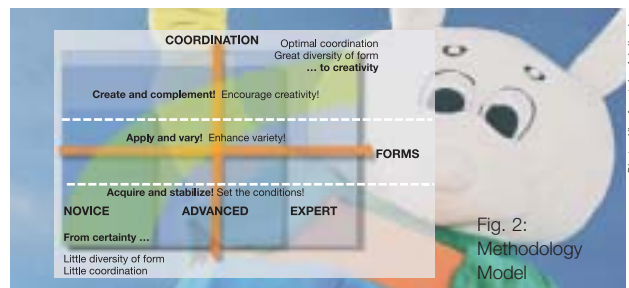 COORDINATION
Optimal coordination
Great diversity of form
... to creativity
Create and complement! Encourage creativity!
Apply and vary! Enhance variety!
FORMS
Acquire and stabilize! Set the conditions!
NOVICE ADVANCED EXPERT
From certainty ...
Little diversity of form
Little coordination
Fig. 2:
Methodology
Model